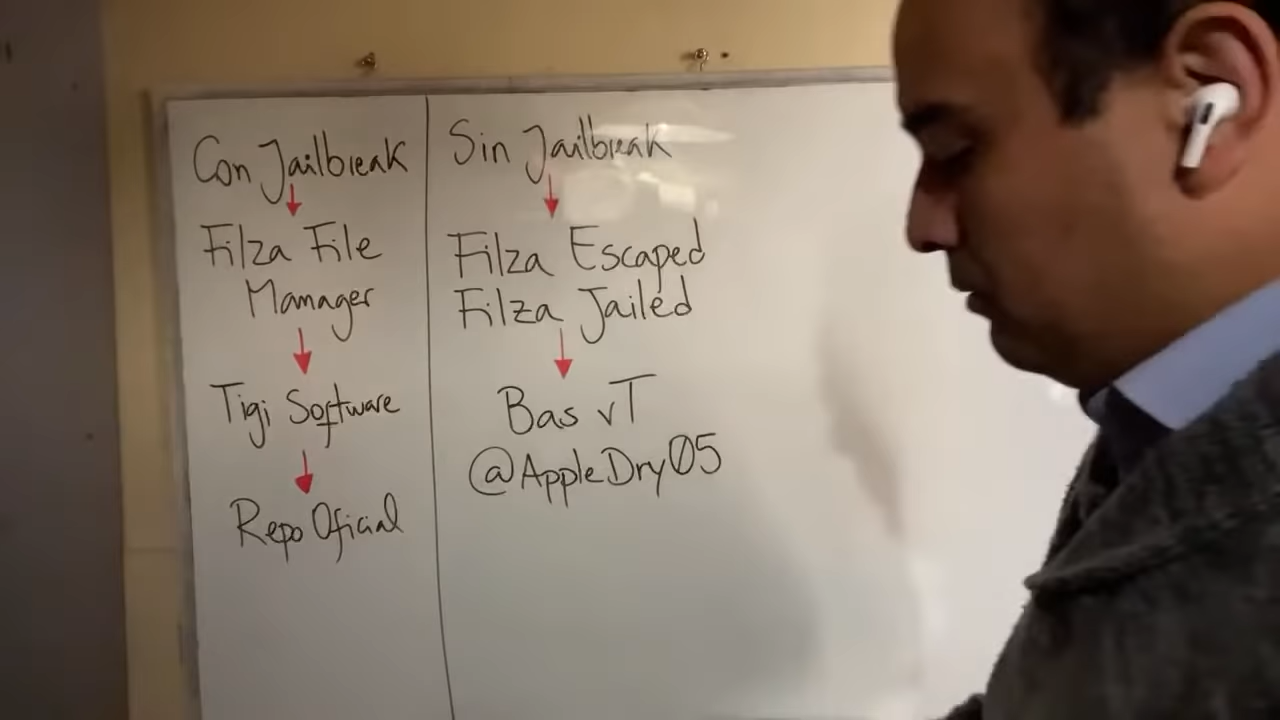 Con Jailbreak
Filza File
Manager
Tigi Software
Repo Oficial
Sin Jailbreak
Filza Escaped
Filza Jailed
Bas vT
@AppleDry05